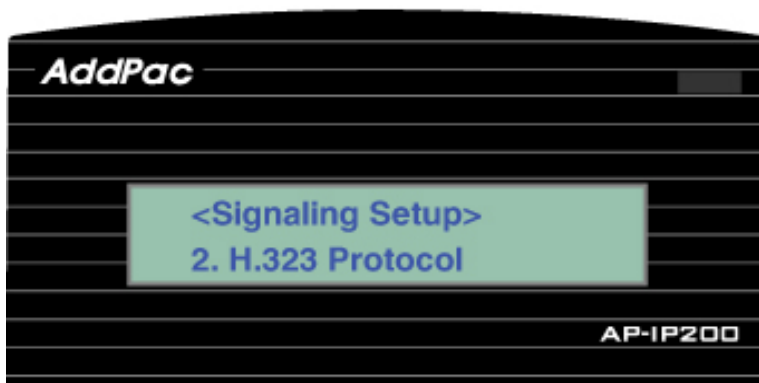 AddPac
<Signaling Setup>
2. H.323 Protocol
AP-IP200